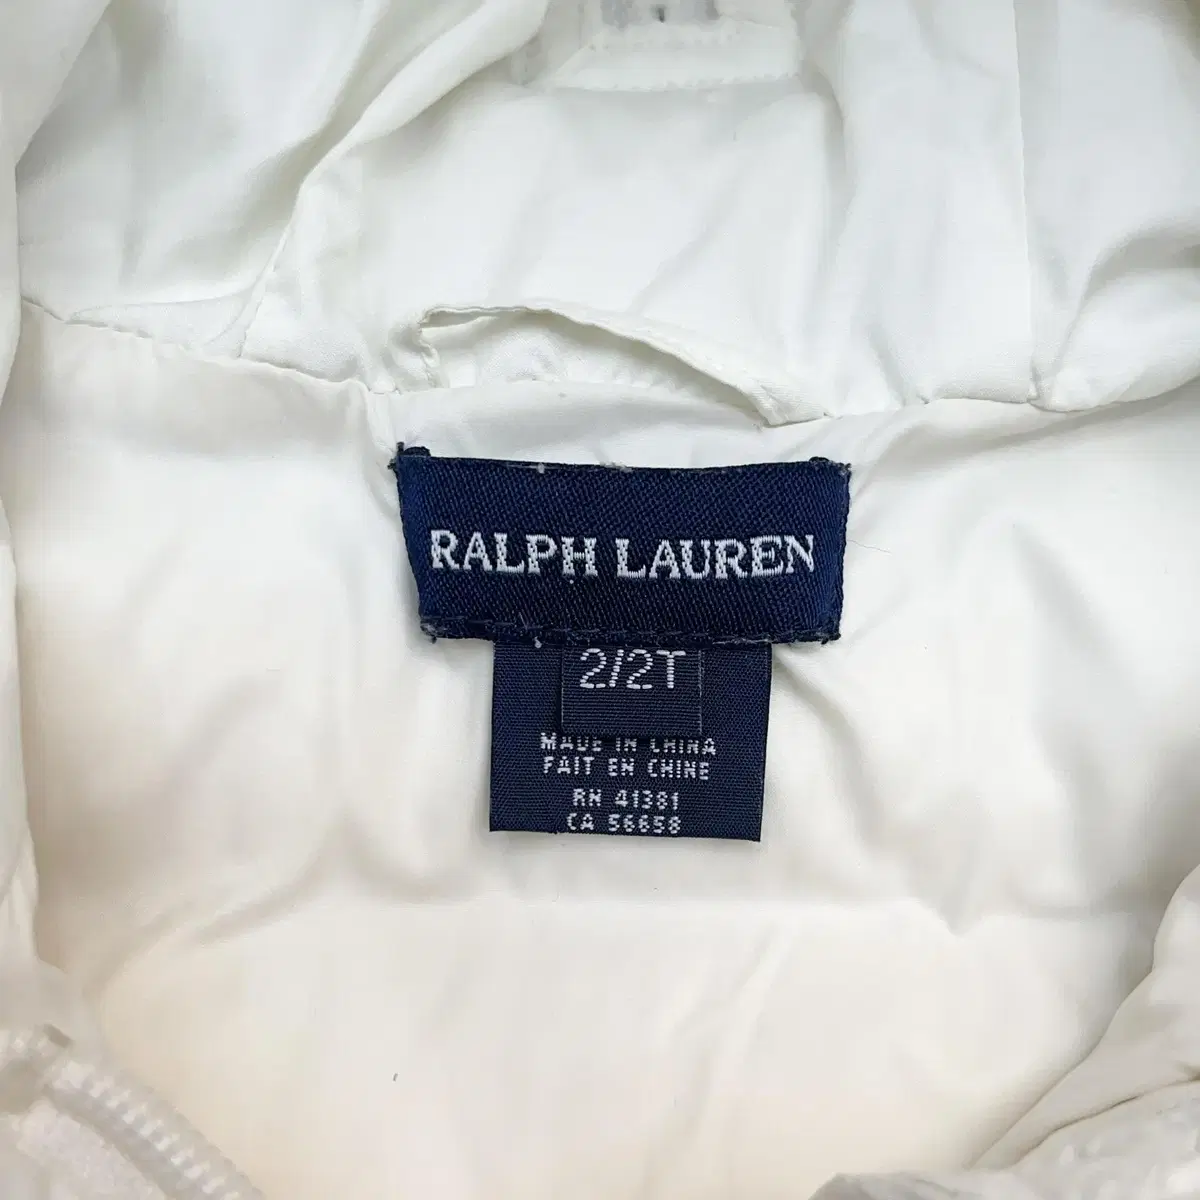 RALPH LAUREN
2/2T
MADE IN CHINA
FAIT EN CHINE
RN 41381
CA 56658